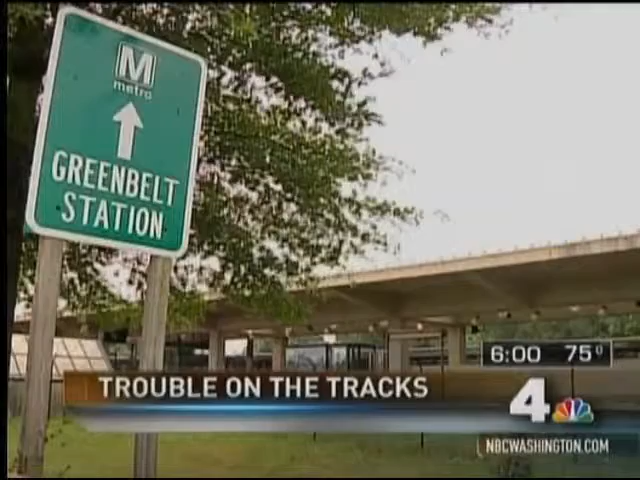 M
metro
GREENBELT
STATION
6:00 75°
TROUBLE ON THE TRACKS
4
NBCWASHINGTON.COM